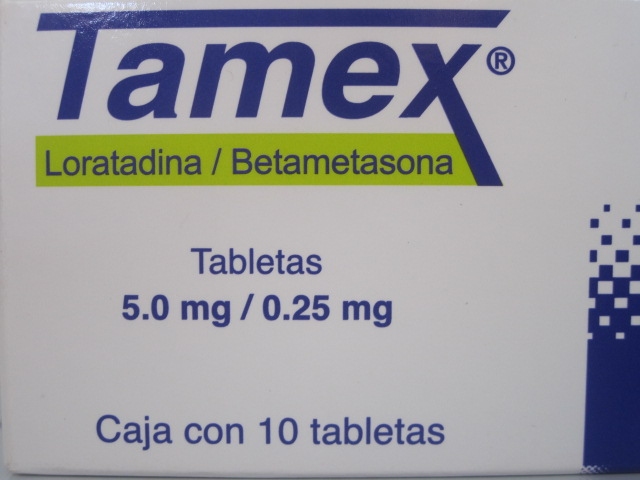 Tamex®
Loratadina / Betametasona
Tabletas
5.0 mg / 0.25 mg
Caja con 10 tabletas